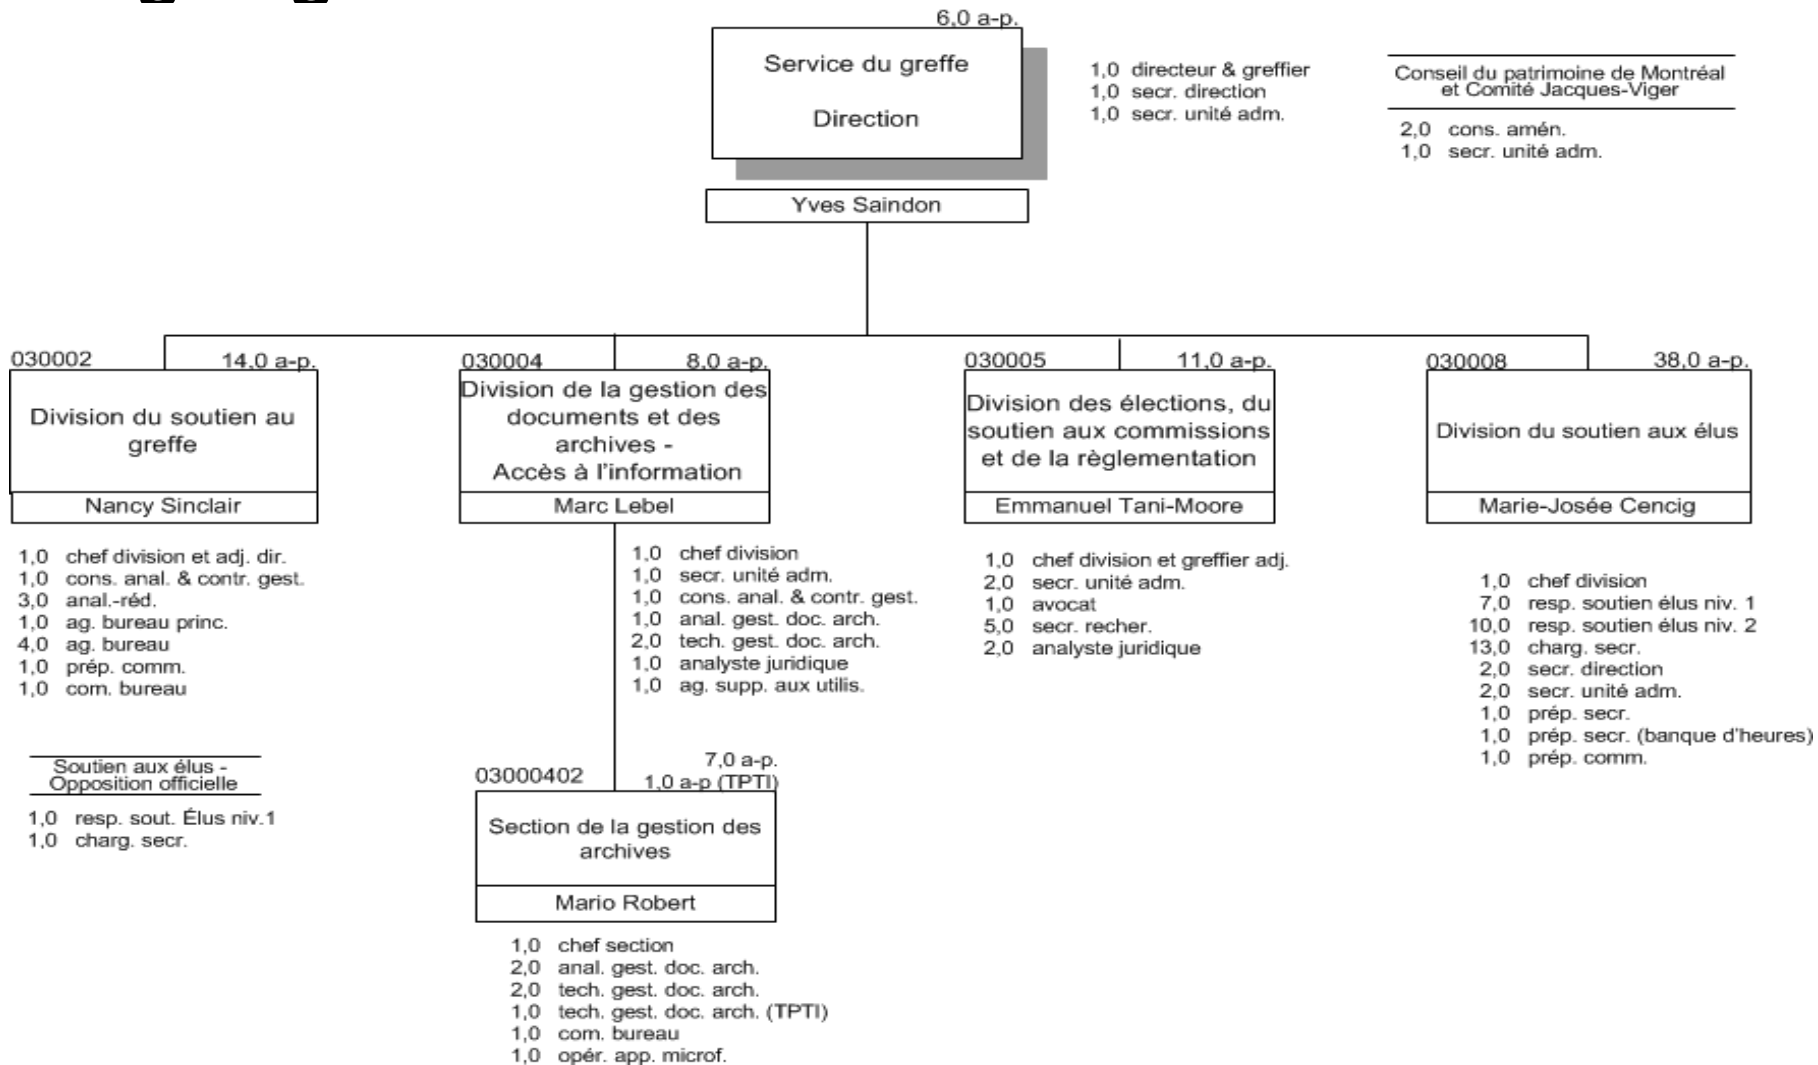 6,0 a-p.
Service du greffe
Direction
Yves Saindon
1,0 directeur & greffier
1,0 secr. direction
1,0 secr. unité adm.
Conseil du patrimoine de Montréal
et Comité Jacques-Viger
2,0 cons. amén.
1,0 secr. unité adm.
030002 14,0 a-p.
Division du soutien au
greffe
Nancy Sinclair
1,0 chef division et adj. dir.
1,0 cons. anal. & contr. gest.
3,0 anal.-réd.
1,0 ag. bureau princ.
4,0 ag. bureau
1,0 prép. comm.
1,0 com. bureau
Soutien aux élus -
Opposition officielle
1,0 resp. sout. Élus niv.1
1,0 charg. secr.
030004 8,0 a-p.
Division de la gestion des
documents et des
archives -
Accès à l'information
Marc Lebel
1,0 chef division
1,0 secr. unité adm.
1,0 cons. anal. & contr. gest.
1,0 anal. gest. doc. arch.
2,0 tech. gest. doc. arch.
1,0 analyste juridique
1,0 ag. supp. aux utilis.
7,0 a-p.
03000402 1,0 a-p (TPTI)
Section de la gestion des
archives
Mario Robert
1,0 chef section
2,0 anal. gest. doc. arch.
2,0 tech. gest. doc. arch.
1,0 tech. gest. doc. arch. (TPTI)
1,0 com. bureau
1,0 opér. app. microf.
030005 11,0 a-p.
Division des élections, du
soutien aux commissions
et de la règlementation
Emmanuel Tani-Moore
1,0 chef division et greffier adj.
2,0 secr. unité adm.
1,0 avocat
5,0 secr. recher.
2,0 analyste juridique
030008 38,0 a-p.
Division du soutien aux élus
Marie-Josée Cencig
1,0 chef division
7,0 resp. soutien élus niv. 1
10,0 resp. soutien élus niv. 2
13,0 charg. secr.
2,0 secr. direction
2,0 secr. unité adm.
1,0 prép. secr.
1,0 prép. secr. (banque d'heures)
1,0 prép. comm.